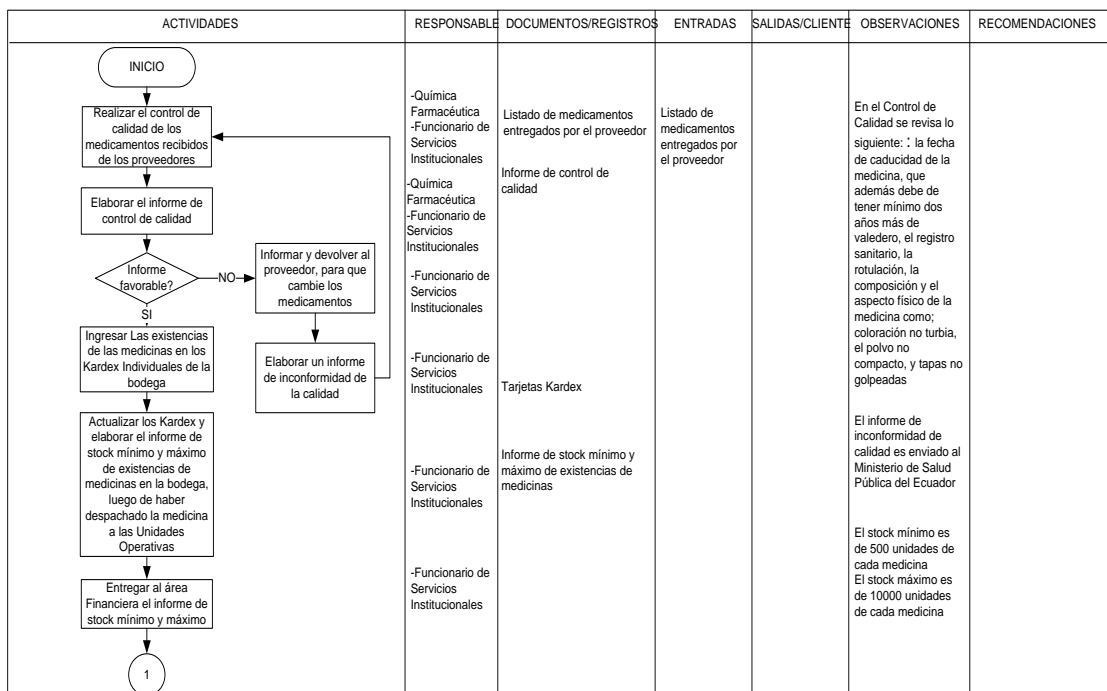 ACTIVIDADES
RESPONSABLE
DOCUMENTOS/REGISTROS
ENTRADAS
SALIDAS/CLIENTE
OBSERVACIONES
RECOMENDACIONES
INICIO
Realizar el control de
calidad de los
medicamentos recibidos
de los proveedores
Elaborar el informe de
control de calidad
Informe
favorable?
NO
SI
Informar y devolver al
proveedor, para que
cambie los
medicamentos
Elaborar un informe
de inconformidad de
la calidad
Ingresar Las existencias
de las medicinas en los
Kardex Individuales de la
bodega
Actualizar los Kardex y
elaborar el informe de
stock mínimo y máximo
de existencias de
medicinas en la bodega,
luego de haber
despachado la medicina
a las Unidades
Operativas
Entregar al área
Financiera el informe de
stock mínimo y máximo
1
-Química
Farmacéutica
-Funcionario de
Servicios
Institucionales
-Química
Farmacéutica
-Funcionario de
Servicios
Institucionales
-Funcionario de
Servicios
Institucionales
-Funcionario de
Servicios
Institucionales
-Funcionario de
Servicios
Institucionales
-Funcionario de
Servicios
Institucionales
Listado de medicamentos
entregados por el proveedor
Informe de control de
calidad
Tarjetas Kardex
Informe de stock mínimo y
máximo de existencias de
medicinas
Listado de
medicamentos
entregados por
el proveedor
En el Control de
Calidad se revisa lo
siguiente: : la fecha
de caducidad de la
medicina, que
además debe de
tener mínimo dos
años más de
valedero, el registro
sanitario, la
rotulación, la
composición y el
aspecto físico de la
medicina como;
coloración no turbia,
el polvo no
compacto, y tapas no
golpeadas
El informe de
inconformidad de
calidad es enviado al
Ministerio de Salud
Pública del Ecuador
El stock mínimo es
de 500 unidades de
cada medicina
El stock máximo es
de 10000 unidades
de cada medicina